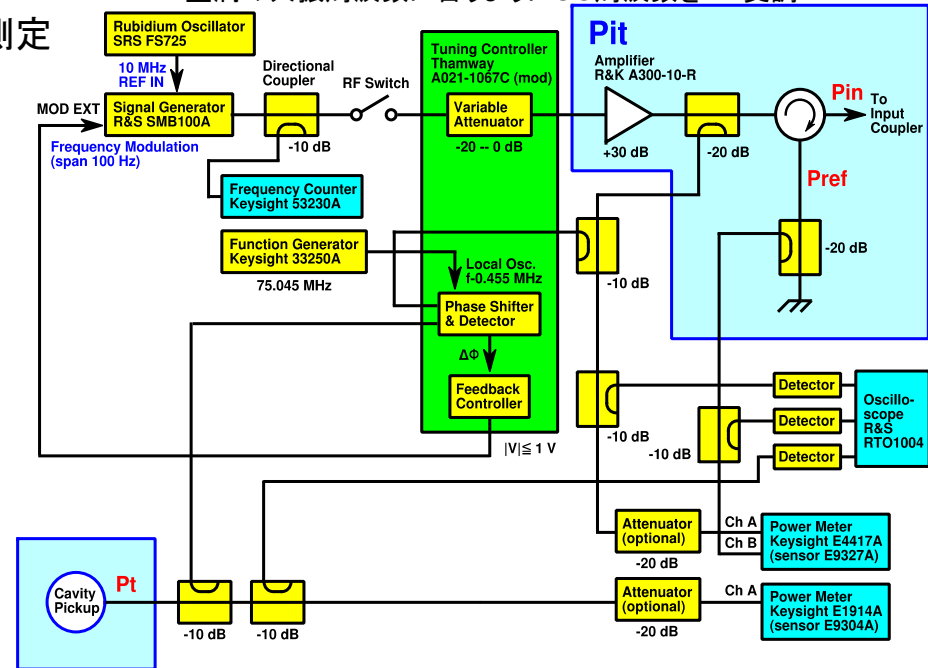 測定
Rubidium Oscillator
SRS FS725
10 MHz
REF IN
MOD EXT
Signal Generator
R&S SMB100A
Frequency Modulation
(span 100 Hz)
Directional
Coupler
-10 dB
RF Switch
Frequency Counter
Keysight 53230A
Function Generator
Keysight 33250A
75.045 MHz
Tuning Controller
Thamway
A021-1067C (mod)
Variable
Attenuator
-20 -- 0 dB
Local Osc.
f-0.455 MHz
Phase Shifter
& Detector
ΔΦ
Feedback
Controller
|V|≦ 1 V
Pit
Amplifier
R&K A300-10-R
+30 dB
-20 dB
Pin
To
Input
Coupler
Pref
-20 dB
-10 dB
-10 dB
-10 dB
Detector
Detector
Detector
Oscillo-
scope
R&S
RTO1004
Attenuator
(optional)
-20 dB
Ch A
Ch B
Power Meter
Keysight E4417A
(sensor E9327A)
Cavity
Pickup
Pt
-10 dB
-10 dB
Attenuator
(optional)
-20 dB
Ch A
Power Meter
Keysight E1914A
(sensor E9304A)